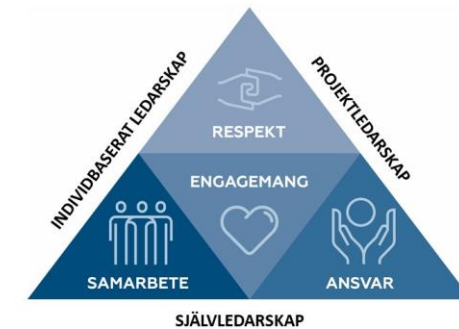 INDIVIDBASERAT LEDARSKAP
PROJEKTLEDARSKAP
RESPEKT
ENGAGEMANG
SAMARBETE
ANSVAR
SJÄLVLEDARSKAP